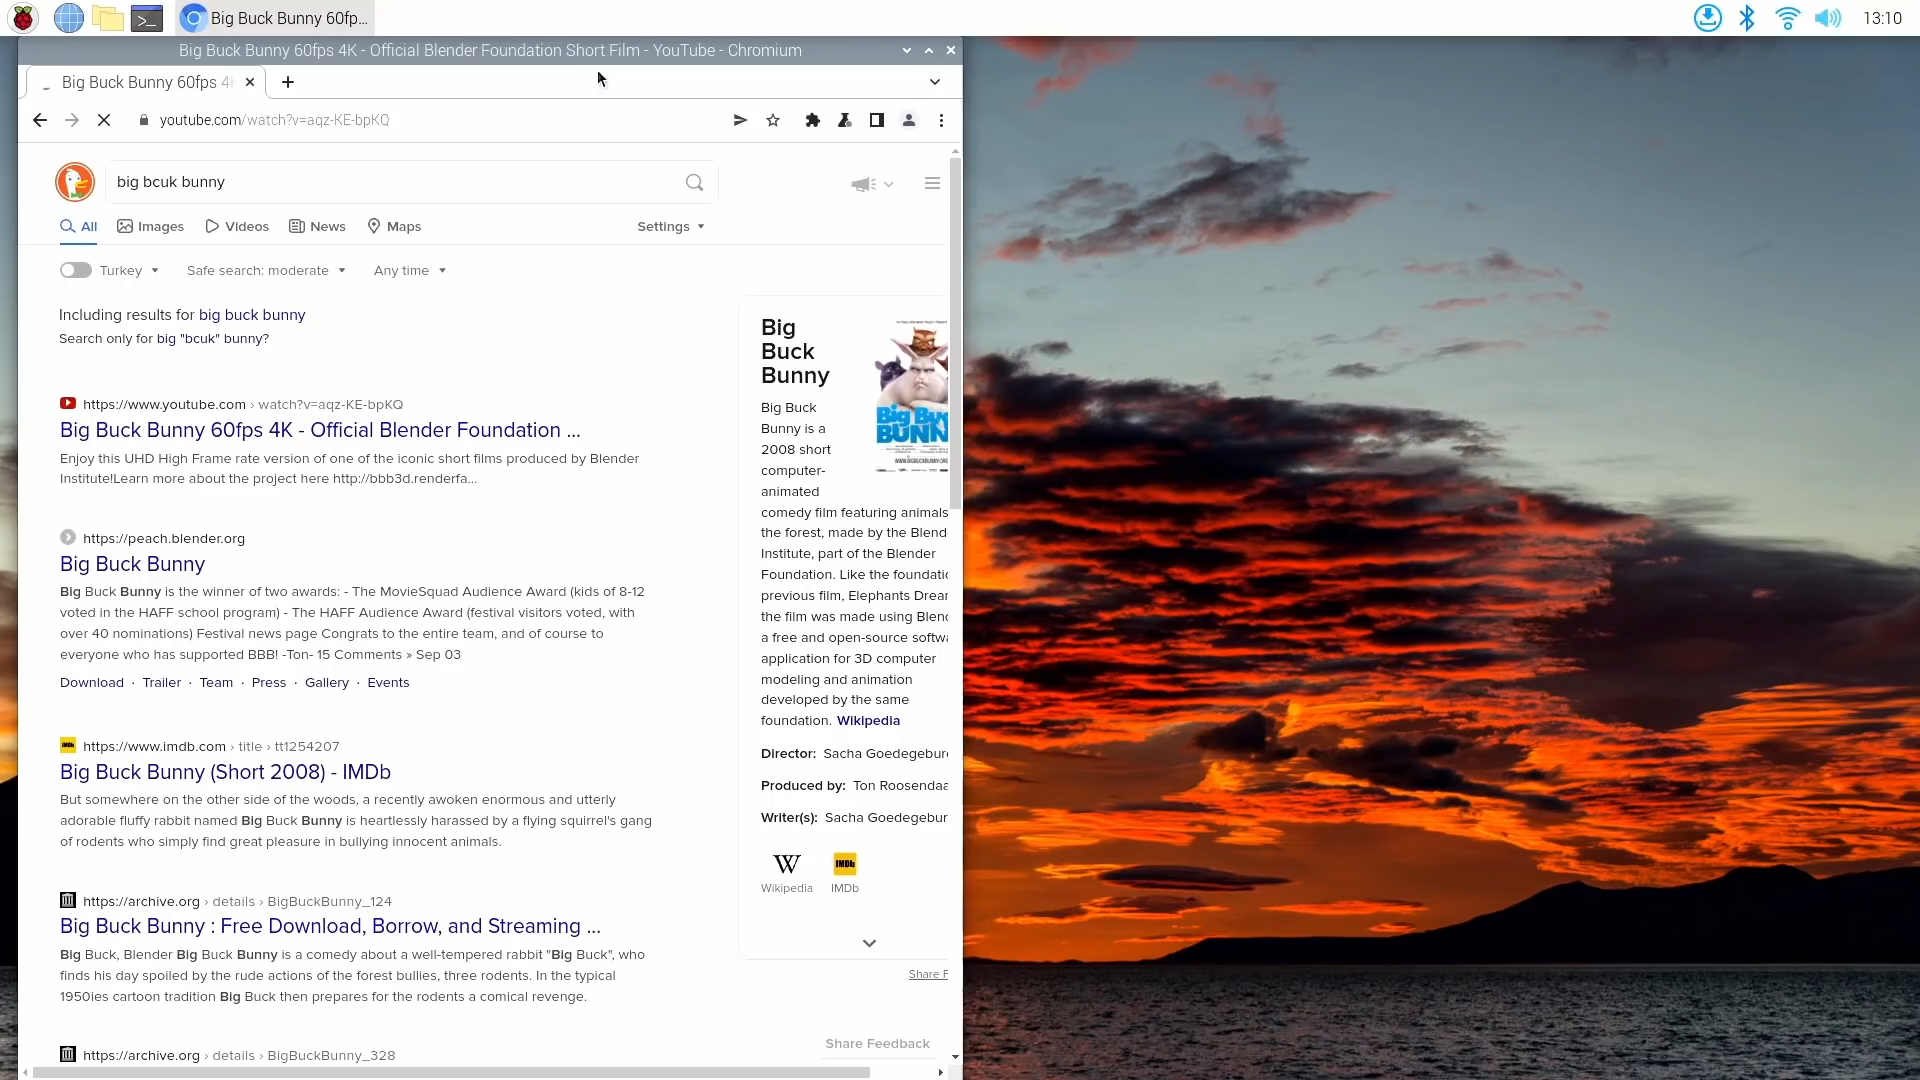 Big Buck Bunny 60fp...
13:10
Big Buck Bunny 60fps 4K - Official Blender Foundation Short Film - YouTube - Chromium
Big Buck Bunny 60fps 4K
youtube.com/watch?v=aqz-KE-bpKQ
big bcuk bunny
All Images Videos News Maps Settings
Turkey Safe search: moderate Any time
Including results for big buck bunny
Search only for big "bcuk" bunny?
https://www.youtube.com › watch?v=aqz-KE-bpKQ
Big Buck Bunny 60fps 4K - Official Blender Foundation ...
Enjoy this UHD High Frame rate version of one of the iconic short films produced by Blender
Institute!Learn more about the project here http://bbb3d.renderfa...
https://peach.blender.org
Big Buck Bunny
Big Buck Bunny is the winner of two awards: - The MovieSquad Audience Award (kids of 8-12
voted in the HAFF school program) - The HAFF Audience Award (festival visitors voted, with
over 40 nominations) Festival news page Congrats to the entire team, and of course to
everyone who has supported BBB! -Ton- 15 Comments » Sep 03
Download · Trailer · Team · Press · Gallery · Events
https://www.imdb.com › title › tt1254207
Big Buck Bunny (Short 2008) - IMDb
But somewhere on the other side of the woods, a recently awoken enormous and utterly
adorable fluffy rabbit named Big Buck Bunny is heartlessly harassed by a flying squirrel's gang
of rodents who simply find great pleasure in bullying innocent animals.
https://archive.org › details › BigBuckBunny_124
Big Buck Bunny : Free Download, Borrow, and Streaming ...
Big Buck, Blender Big Buck Bunny is a comedy about a well-tempered rabbit "Big Buck", who
finds his day spoiled by the rude actions of the forest bullies, three rodents. In the typical
1950ies cartoon tradition Big Buck then prepares for the rodents a comical revenge.
https://archive.org › details › BigBuckBunny_328
Big
Buck
Bunny
Big Buck
Bunny is a
2008 short
computer-
animated
comedy film featuring animals
the forest, made by the Blend
Institute, part of the Blender
Foundation. Like the foundatio
previous film, Elephants Drear
the film was made using Blend
a free and open-source softwa
application for 3D computer
modeling and animation
developed by the same
foundation. Wikipedia
Director: Sacha Goedegebure
Produced by: Ton Roosendaa
Writer(s): Sacha Goedegebur
W IMDb
Wikipedia IMDb
Share F
Share Feedback